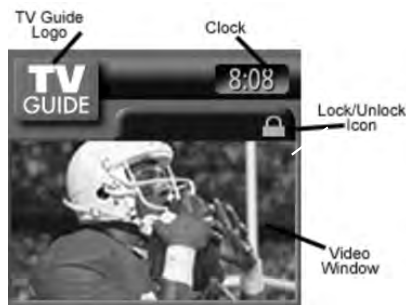 TV Guide
Logo
Clock
TV
GUIDE
8:08
Lock/Unlock
Icon
Video
Window